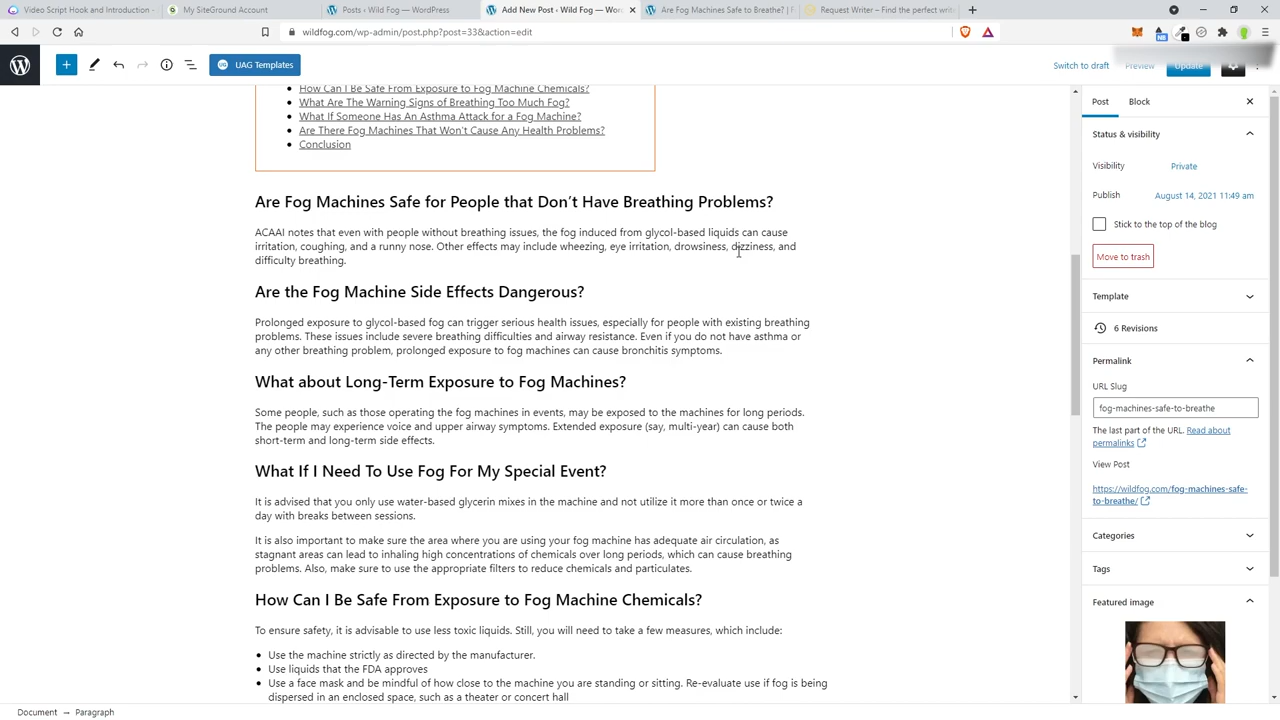 Video Script Hook and Introduction -
My SiteGround Account
Posts ‹ Wild Fog — WordPress
Add New Post ‹ Wild Fog — Wor
Are Fog Machines Safe to Breathe? | F
Request Writer – Find the perfect write
wildfog.com/wp-admin/post.php?post=33&action=edit
UAG Templates
Switch to draft
Preview
Update
How Can I Be Safe From Exposure to Fog Machine Chemicals?
What Are The Warning Signs of Breathing Too Much Fog?
What If Someone Has An Asthma Attack for a Fog Machine?
Are There Fog Machines That Won't Cause Any Health Problems?
Conclusion
Are Fog Machines Safe for People that Don't Have Breathing Problems?
ACAAI notes that even with people without breathing issues, the fog induced from glycol-based liquids can cause
irritation, coughing, and a runny nose. Other effects may include wheezing, eye irritation, drowsiness, dizziness, and
difficulty breathing.
Are the Fog Machine Side Effects Dangerous?
Prolonged exposure to glycol-based fog can trigger serious health issues, especially for people with existing breathing
problems. These issues include severe breathing difficulties and airway resistance. Even if you do not have asthma or
any other breathing problem, prolonged exposure to fog machines can cause bronchitis symptoms.
What about Long-Term Exposure to Fog Machines?
Some people, such as those operating the fog machines in events, may be exposed to the machines for long periods.
The people may experience voice and upper airway symptoms. Extended exposure (say, multi-year) can cause both
short-term and long-term side effects.
What If I Need To Use Fog For My Special Event?
It is advised that you only use water-based glycerin mixes in the machine and not utilize it more than once or twice a
day with breaks between sessions.
It is also important to make sure the area where you are using your fog machine has adequate air circulation, as
stagnant areas can lead to inhaling high concentrations of chemicals over long periods, which can cause breathing
problems. Also, make sure to use the appropriate filters to reduce chemicals and particulates.
How Can I Be Safe From Exposure to Fog Machine Chemicals?
To ensure safety, it is advisable to use less toxic liquids. Still, you will need to take a few measures, which include:
Use the machine strictly as directed by the manufacturer.
Use liquids that the FDA approves
Use a face mask and be mindful of how close to the machine you are standing or sitting. Re-evaluate use if fog is being
dispersed in an enclosed space, such as a theater or concert hall
Document → Paragraph
Post
Block
Status & visibility
Visibility
Private
Publish
August 14, 2021 11:49 am
Stick to the top of the blog
Move to trash
Template
6 Revisions
Permalink
URL Slug
fog-machines-safe-to-breathe
The last part of the URL. Read about
permalinks
View Post
https://wildfog.com/fog-machines-safe-
to-breathe/
Categories
Tags
Featured image